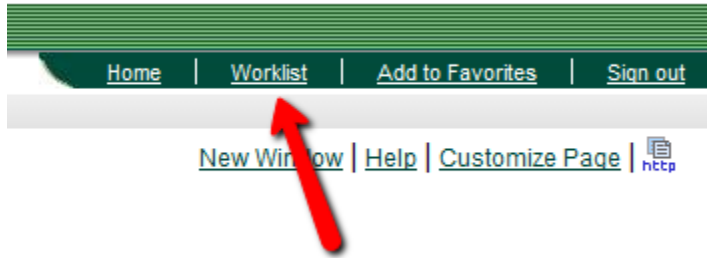 Home | Worklist | Add to Favorites | Sign out
New Window | Help | Customize Page | http